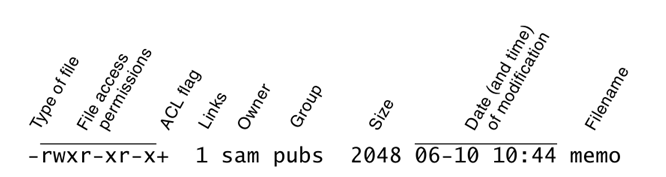 Type of file
File access
permissions
ACL flag
Links
Owner
Group
Size
Date (and time)
of modification
Filename
-rwxr-xr-x+ 1 sam pubs 2048 06-10 10:44 memo